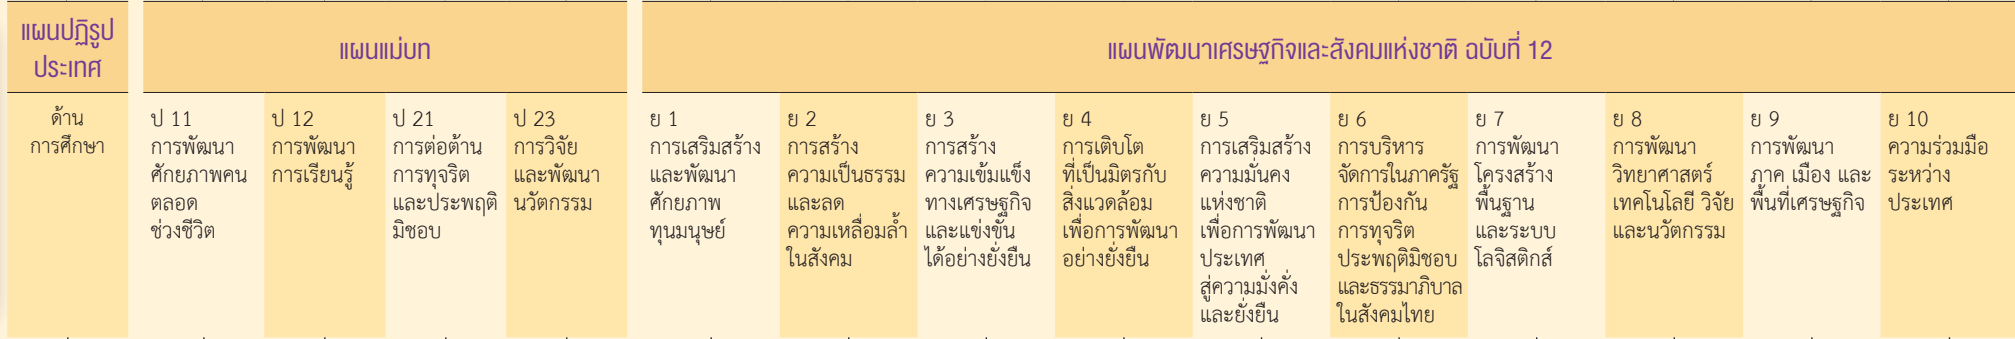 แผนปฏิรูป
ประเทศ
แผนแม่บท
แผนพัฒนาเศรษฐกิจและสังคมแห่งชาติ ฉบับที่ 12
ด้าน
การศึกษา
ป 11
การพัฒนา
ศักยภาพคน
ตลอด
ช่วงชีวิต
ป 12
การพัฒนา
การเรียนรู้
ป 21
การต่อต้าน
การทุจริต
และประพฤติ
มิชอบ
ป 23
การวิจัย
และพัฒนา
นวัตกรรม
ย 1
การเสริมสร้าง
และพัฒนา
ศักยภาพ
ทุนมนุษย์
ย 2
การสร้าง
ความเป็นธรรม
และลด
ความเหลื่อมล้ำ
ในสังคม
ย 3
การสร้าง
ความเข้มแข็ง
ทางเศรษฐกิจ
และแข่งขัน
ได้อย่างยั่งยืน
ย 4
การเติบโต
ที่เป็นมิตรกับ
สิ่งแวดล้อม
เพื่อการพัฒนา
อย่างยั่งยืน
ย 5
การเสริมสร้าง
ความมั่นคง
แห่งชาติ
เพื่อการพัฒนา
ประเทศ
สู่ความมั่งคั่ง
และยั่งยืน
ย 6
การบริหาร
จัดการในภาครัฐ
การป้องกัน
การทุจริต
ประพฤติมิชอบ
และธรรมาภิบาล
ในสังคมไทย
ย 7
การพัฒนา
โครงสร้าง
พื้นฐาน
และระบบ
โลจิสติกส์
ย 8
การพัฒนา
วิทยาศาสตร์
เทคโนโลยี วิจัย
และนวัตกรรม
ย 9
การพัฒนา
ภาค เมือง และ
พื้นที่เศรษฐกิจ
ย 10
ความร่วมมือ
ระหว่าง
ประเทศ